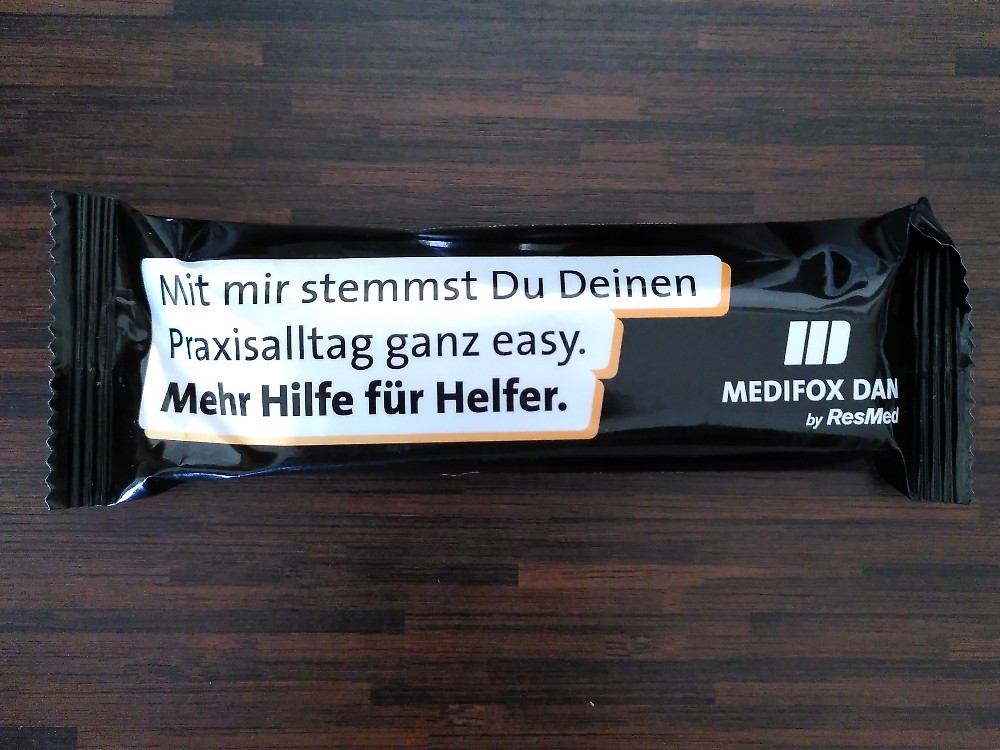 Mit mir stemmst Du Deinen
Praxisalltag ganz easy.
Mehr Hilfe für Helfer.
MEDIFOX DAN
by ResMed